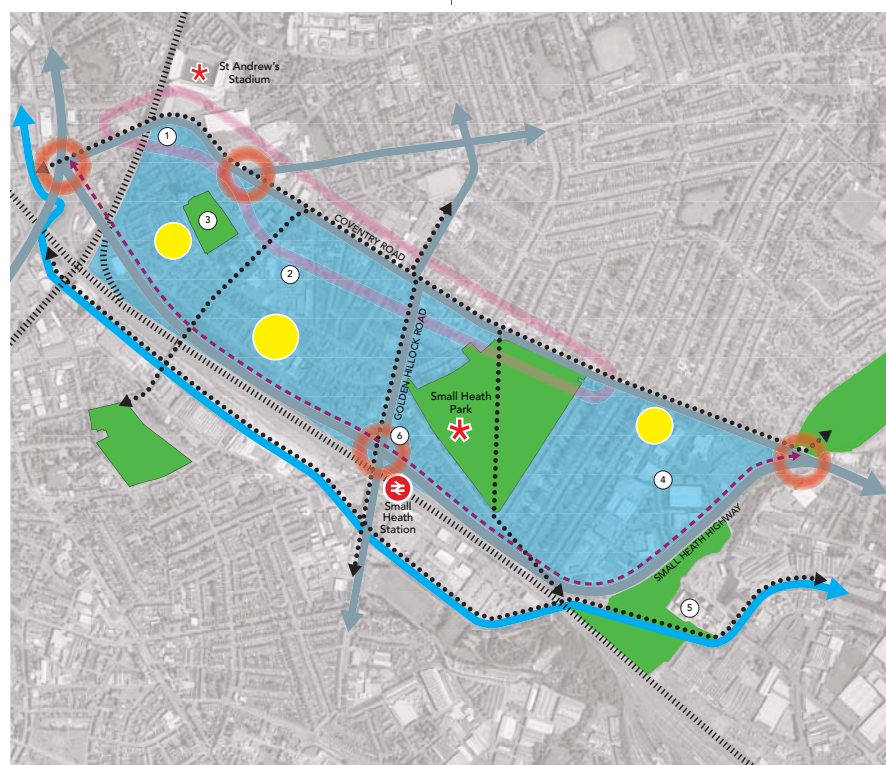 St Andrew's
Stadium
1
3
COVENTRY ROAD
2
GOLDEN HILLOCK ROAD
Small Heath
Park
6
4
Small
Heath
Station
SMALL HEATH HIGHWAY
5